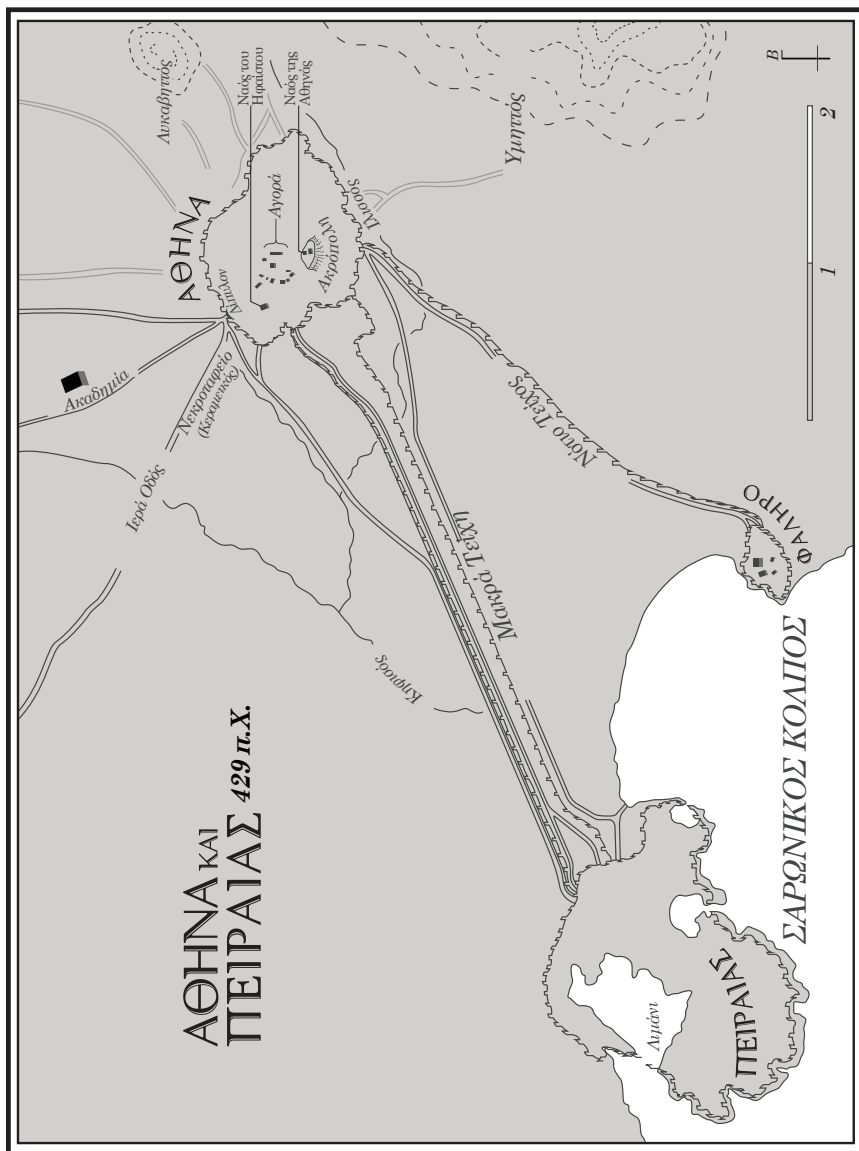 ΑΘΗΝΑ ΚΑΙ
ΠΕΙΡΑΙΑΣ 429 π.Χ.
Λυκαβητός
Ναός του
Ηφαίστου
Ναός της
Αθηνάς
Υμηττός
Β
2
1
ΑΘΗΝΑ
Δίπυλον
Αγορά
Ακρόπολη
Ιλισός
Ακαδημία
Νεκροταφείο
(Κεραμεικός)
Ιερά Οδός
Κηφισός
Μακρά Τείχη
Νότιο Τείχος
ΦΑΛΗΡΟ
ΣΑΡΩΝΙΚΟΣ ΚΟΛΠΟΣ
Λιμάνι
ΠΕΙΡΑΙΑΣ